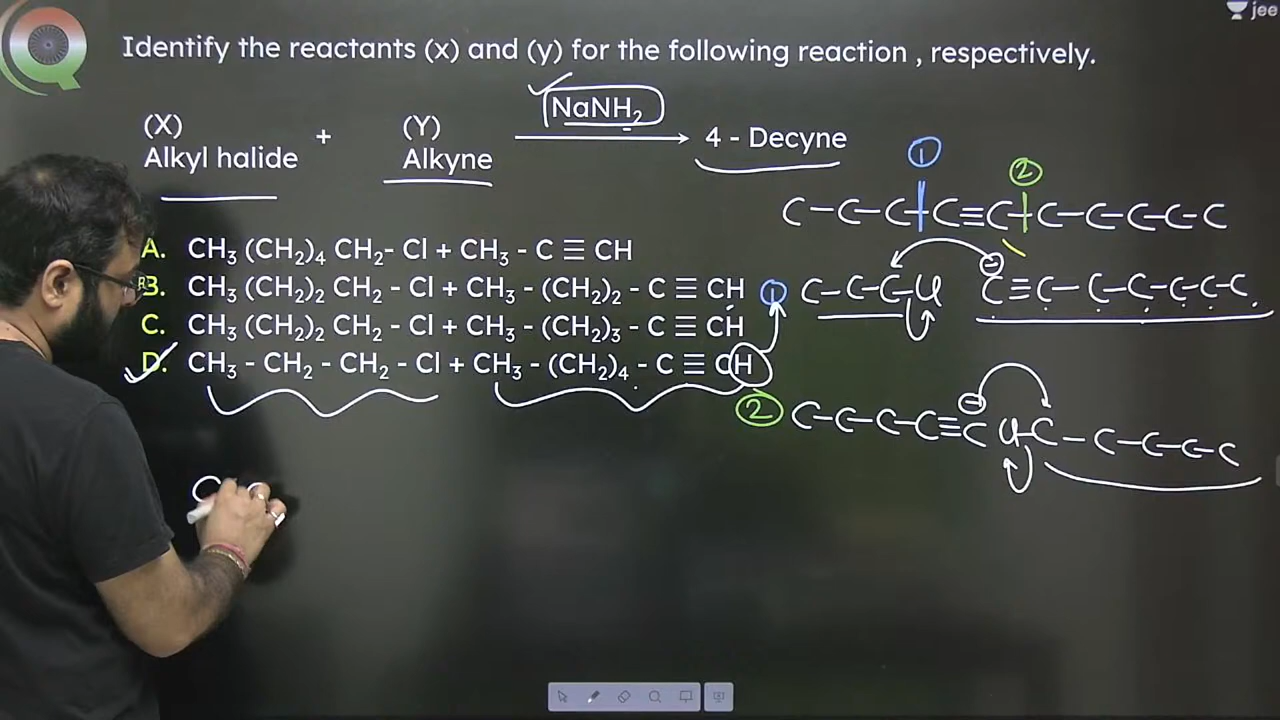 jee
Identify the reactants (x) and (y) for the following reaction , respectively.
(X) + (Y) NaNH₂ 4 - Decyne
Alkyl halide Alkyne
A. CH₃ (CH₂)₄ CH₂- Cl + CH₃ - C ≡ CH
B. CH₃ (CH₂)₂ CH₂ - Cl + CH₃ - (CH₂)₂ - C ≡ CH
C. CH₃ (CH₂)₂ CH₂ - Cl + CH₃ - (CH₂)₃ - C ≡ CH
D. CH₃ - CH₂ - CH₂ - Cl + CH₃ - (CH₂)₄ - C ≡ CH
① ②
C-C-C-C≡C-C-C-C-C-C
① C-C-C-Cl ⊖ C≡C-C-C-C-C-C
② C-C-C-C≡C ⊖ Cl-C-C-C-C-C